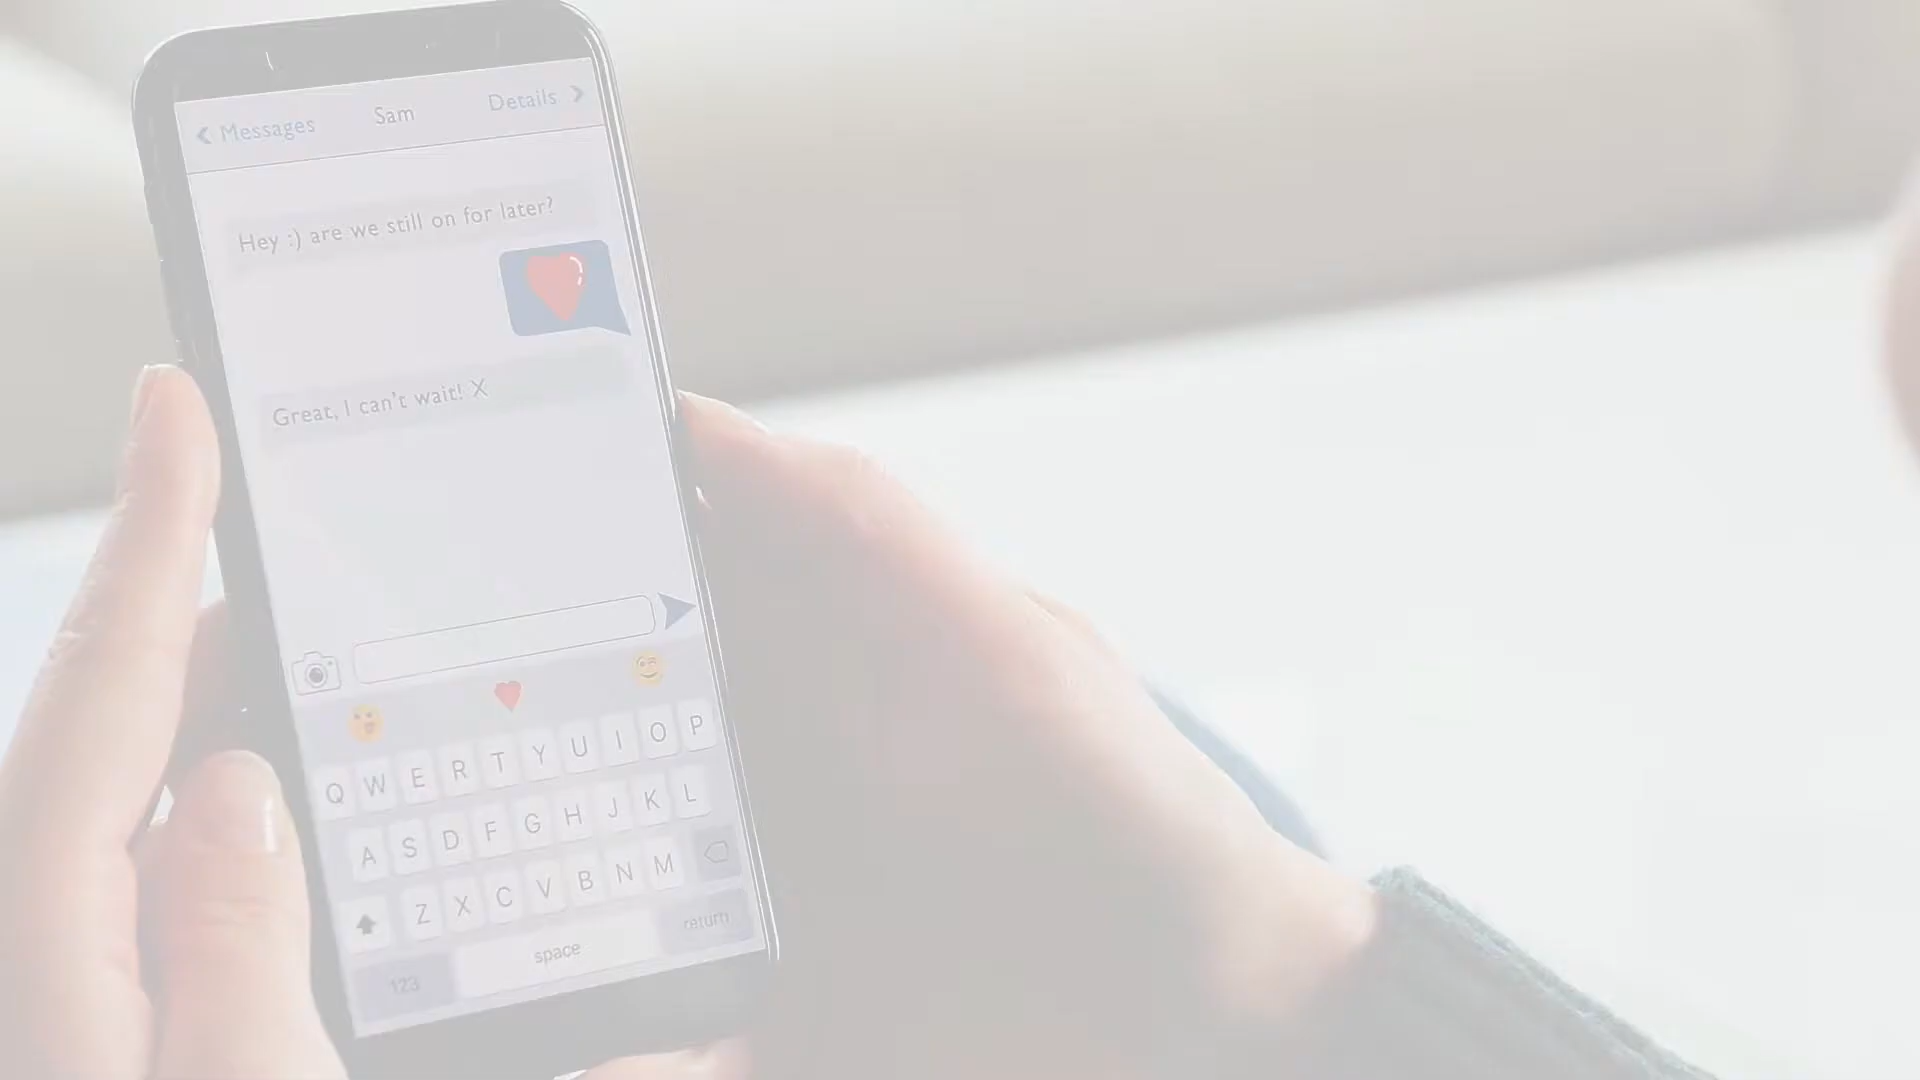 Messages Sam Details
Hey :) are we still on for later?
Great, I can't wait! X
Q W E R T Y U I O P
A S D F G H J K L
Z X C V B N M
123 space return